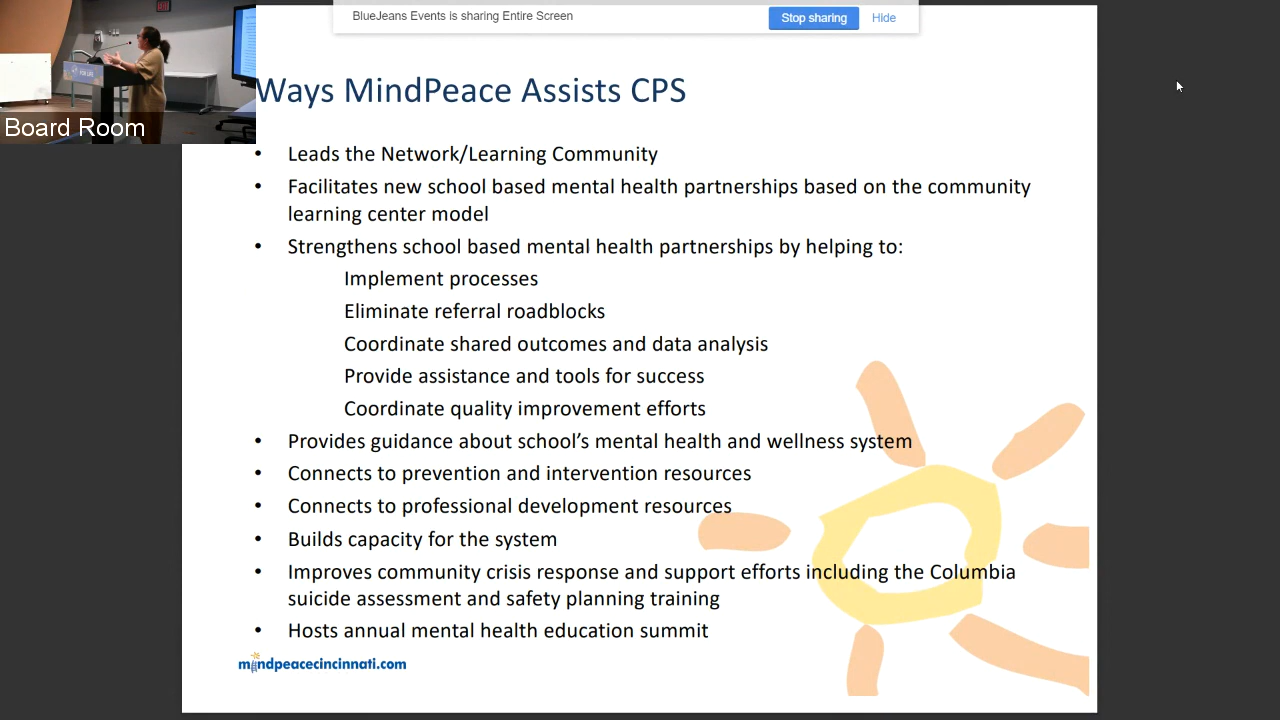 BlueJeans Events is sharing Entire Screen
Stop sharing
Hide
FOR LIFE
Board Room
Ways MindPeace Assists CPS
• Leads the Network/Learning Community
• Facilitates new school based mental health partnerships based on the community
learning center model
• Strengthens school based mental health partnerships by helping to:
Implement processes
Eliminate referral roadblocks
Coordinate shared outcomes and data analysis
Provide assistance and tools for success
Coordinate quality improvement efforts
• Provides guidance about school’s mental health and wellness system
• Connects to prevention and intervention resources
• Connects to professional development resources
• Builds capacity for the system
• Improves community crisis response and support efforts including the Columbia
suicide assessment and safety planning training
• Hosts annual mental health education summit
mindpeacecincinnati.com